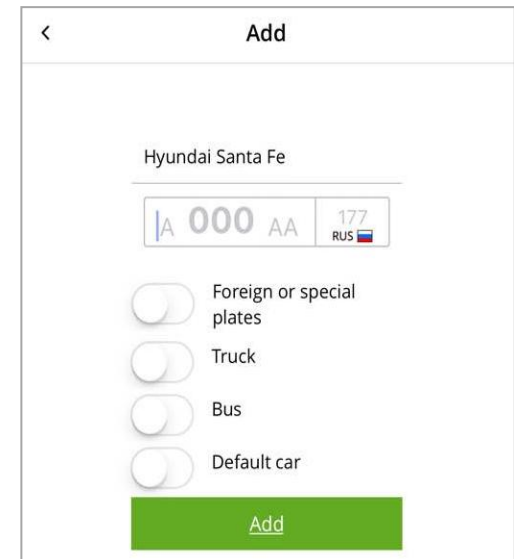 Add
Hyundai Santa Fe
A 000 AA 177
RUS
Foreign or special
plates
Truck
Bus
Default car
Add